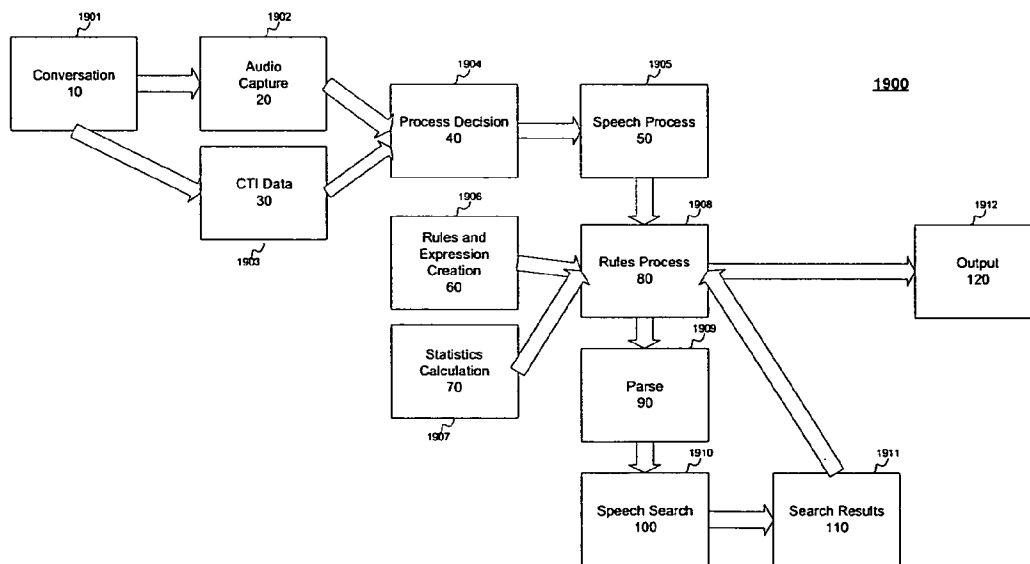 1901
Conversation
10
1902
Audio
Capture
20
CTI Data
30
1903
1904
Process Decision
40
1905
Speech Process
50
1900
1906
Rules and
Expression
Creation
60
Statistics
Calculation
70
1907
1908
Rules Process
80
1909
Parse
90
1910
Speech Search
100
1911
Search Results
110
1912
Output
120